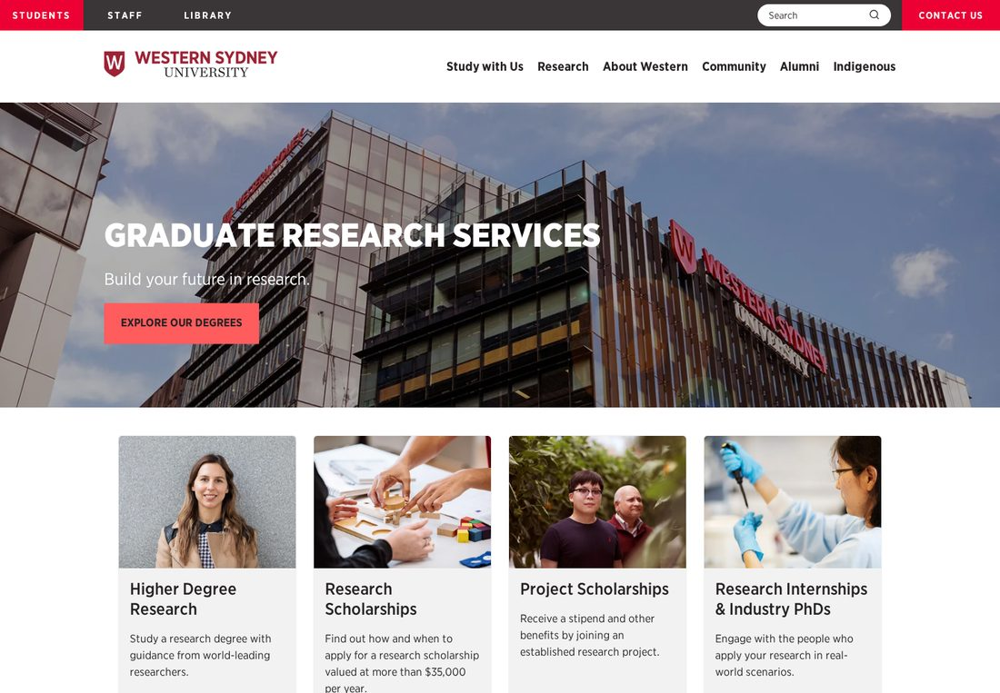 STUDENTS
STAFF
LIBRARY
Search
CONTACT US
W
WESTERN SYDNEY
UNIVERSITY
Study with Us
Research
About Western
Community
Alumni
Indigenous
WESTERN SYDNEY
W
WESTERN SYDNEY
UNIVERSITY
GRADUATE RESEARCH SERVICES
Build your future in research.
EXPLORE OUR DEGREES
Higher Degree
Research
Study a research degree with
guidance from world-leading
researchers.
Research
Scholarships
Find out how and when to
apply for a research scholarship
valued at more than $35,000
per year.
Project Scholarships
Receive a stipend and other
benefits by joining an
established research project.
Research Internships
& Industry PhDs
Engage with the people who
apply your research in real-
world scenarios.